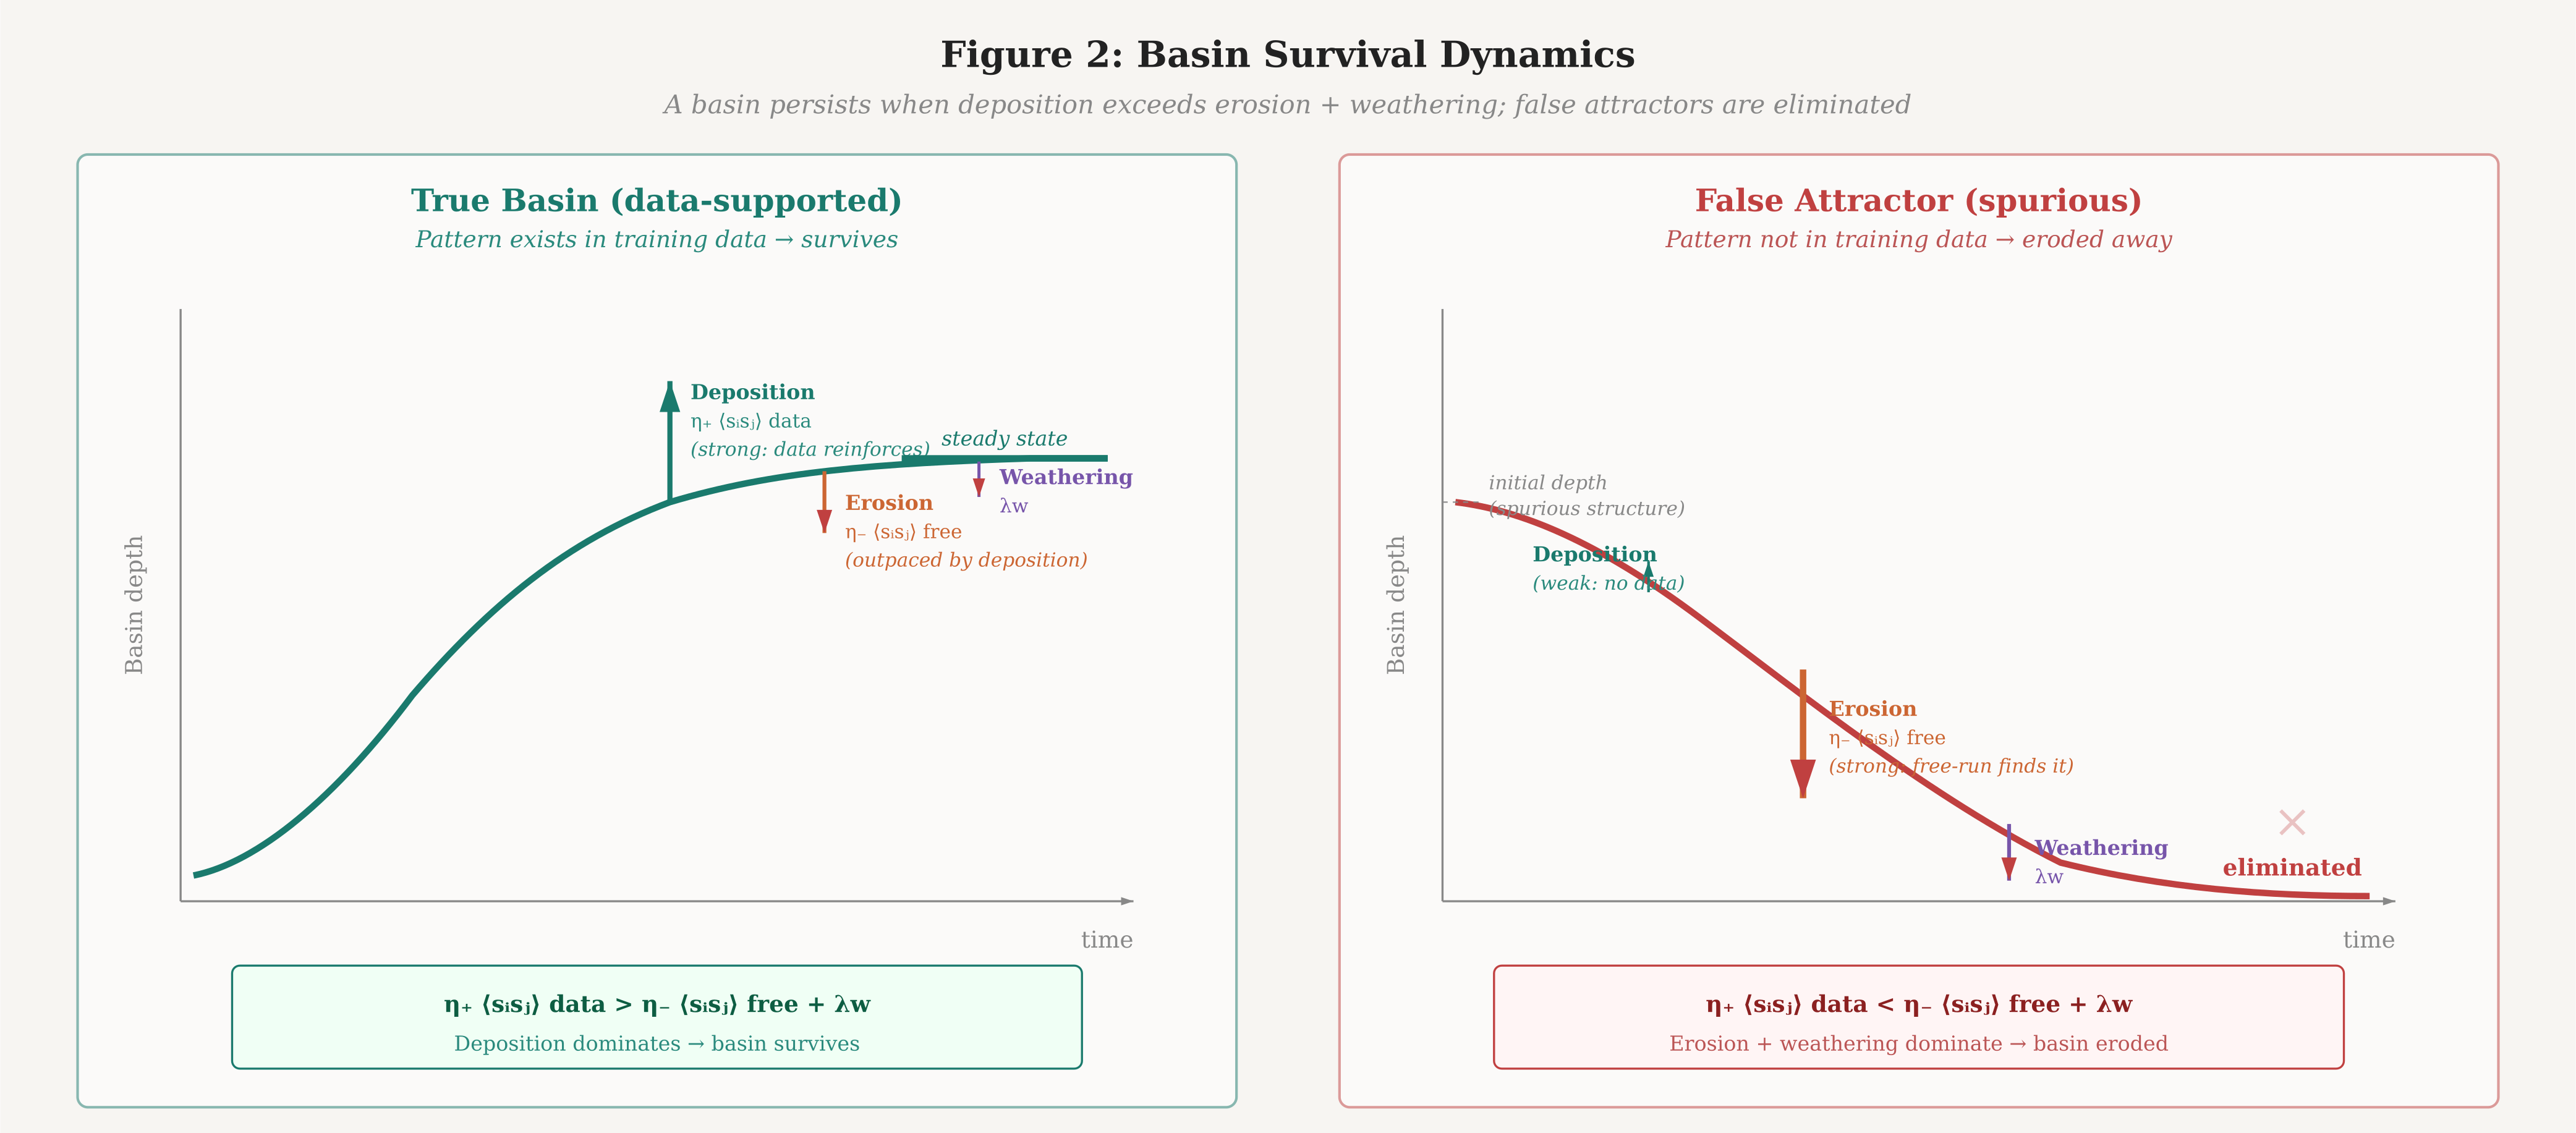 Figure 2: Basin Survival Dynamics
A basin persists when deposition exceeds erosion + weathering; false attractors are eliminated
True Basin (data-supported)
Pattern exists in training data → survives
Basin depth
Deposition
η₊ ⟨sᵢsⱼ⟩ data
(strong: data reinforces)
steady state
Erosion
η₋ ⟨sᵢsⱼ⟩ free
(outpaced by deposition)
Weathering
λw
time
η₊ ⟨sᵢsⱼ⟩ data > η₋ ⟨sᵢsⱼ⟩ free + λw
Deposition dominates → basin survives
False Attractor (spurious)
Pattern not in training data → eroded away
Basin depth
initial depth
(spurious structure)
Deposition
(weak: no data)
Erosion
η₋ ⟨sᵢsⱼ⟩ free
(strong: free-run finds it)
Weathering
λw
×
eliminated
time
η₊ ⟨sᵢsⱼ⟩ data < η₋ ⟨sᵢsⱼ⟩ free + λw
Erosion + weathering dominate → basin eroded